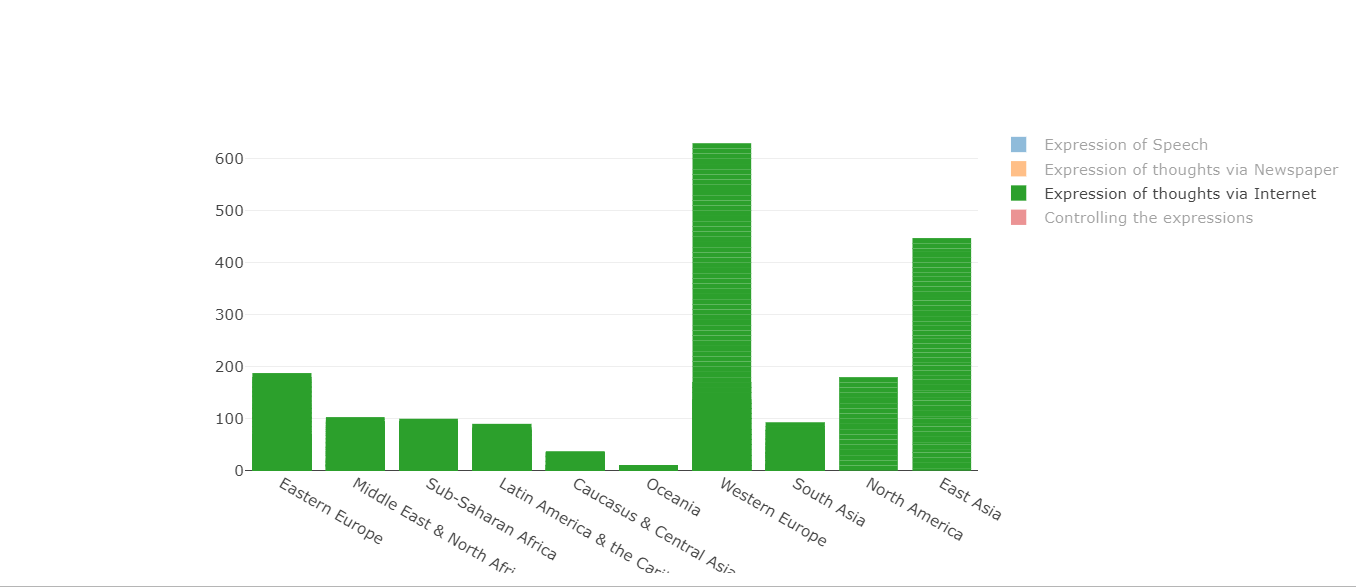 600
500
400
300
200
100
0
Eastern Europe
Middle East & North Afri
Sub-Saharan Africa
Latin America & the Cari
Caucasus & Central Asia
Oceania
Western Europe
South Asia
North America
East Asia
Expression of Speech
Expression of thoughts via Newspaper
Expression of thoughts via Internet
Controlling the expressions